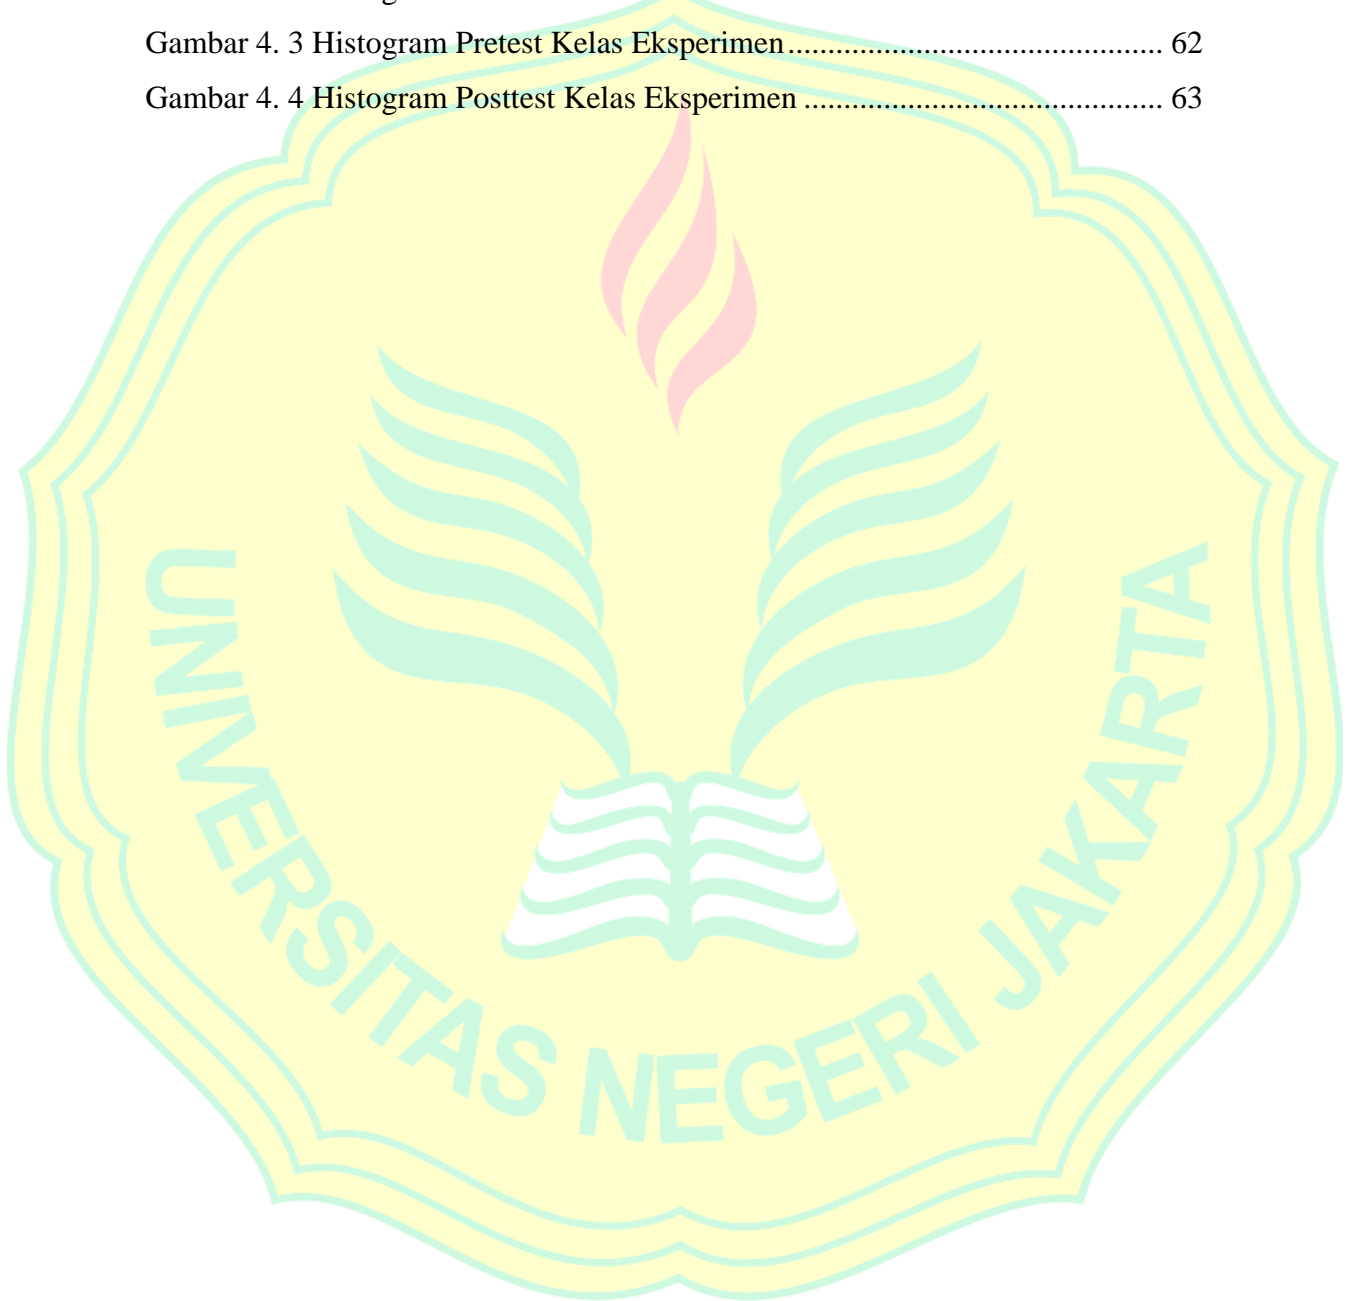 Gambar 4. 3 Histogram Pretest Kelas Eksperimen............................................ 62
Gambar 4. 4 Histogram Posttest Kelas Eksperimen .......................................... 63
UNIVERSITAS NEGERI JAKARTA